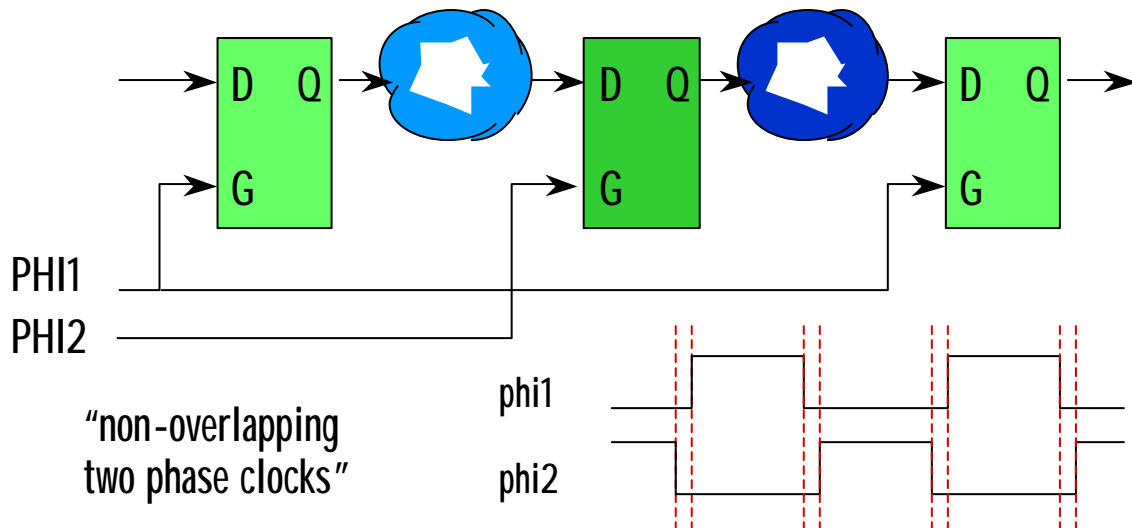 D Q
G
D Q
G
D Q
G
PHI1
PHI2
phi1
phi2
“non-overlapping
two phase clocks”